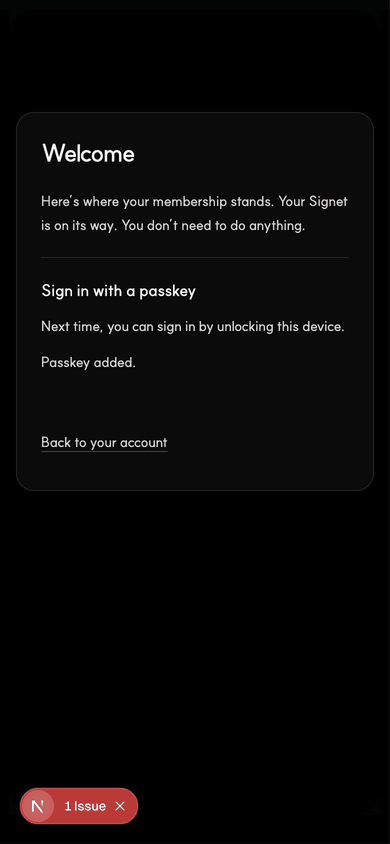 Welcome
Here's where your membership stands. Your Signet
is on its way. You don't need to do anything.
Sign in with a passkey
Next time, you can sign in by unlocking this device.
Passkey added.
Back to your account
N 1 Issue